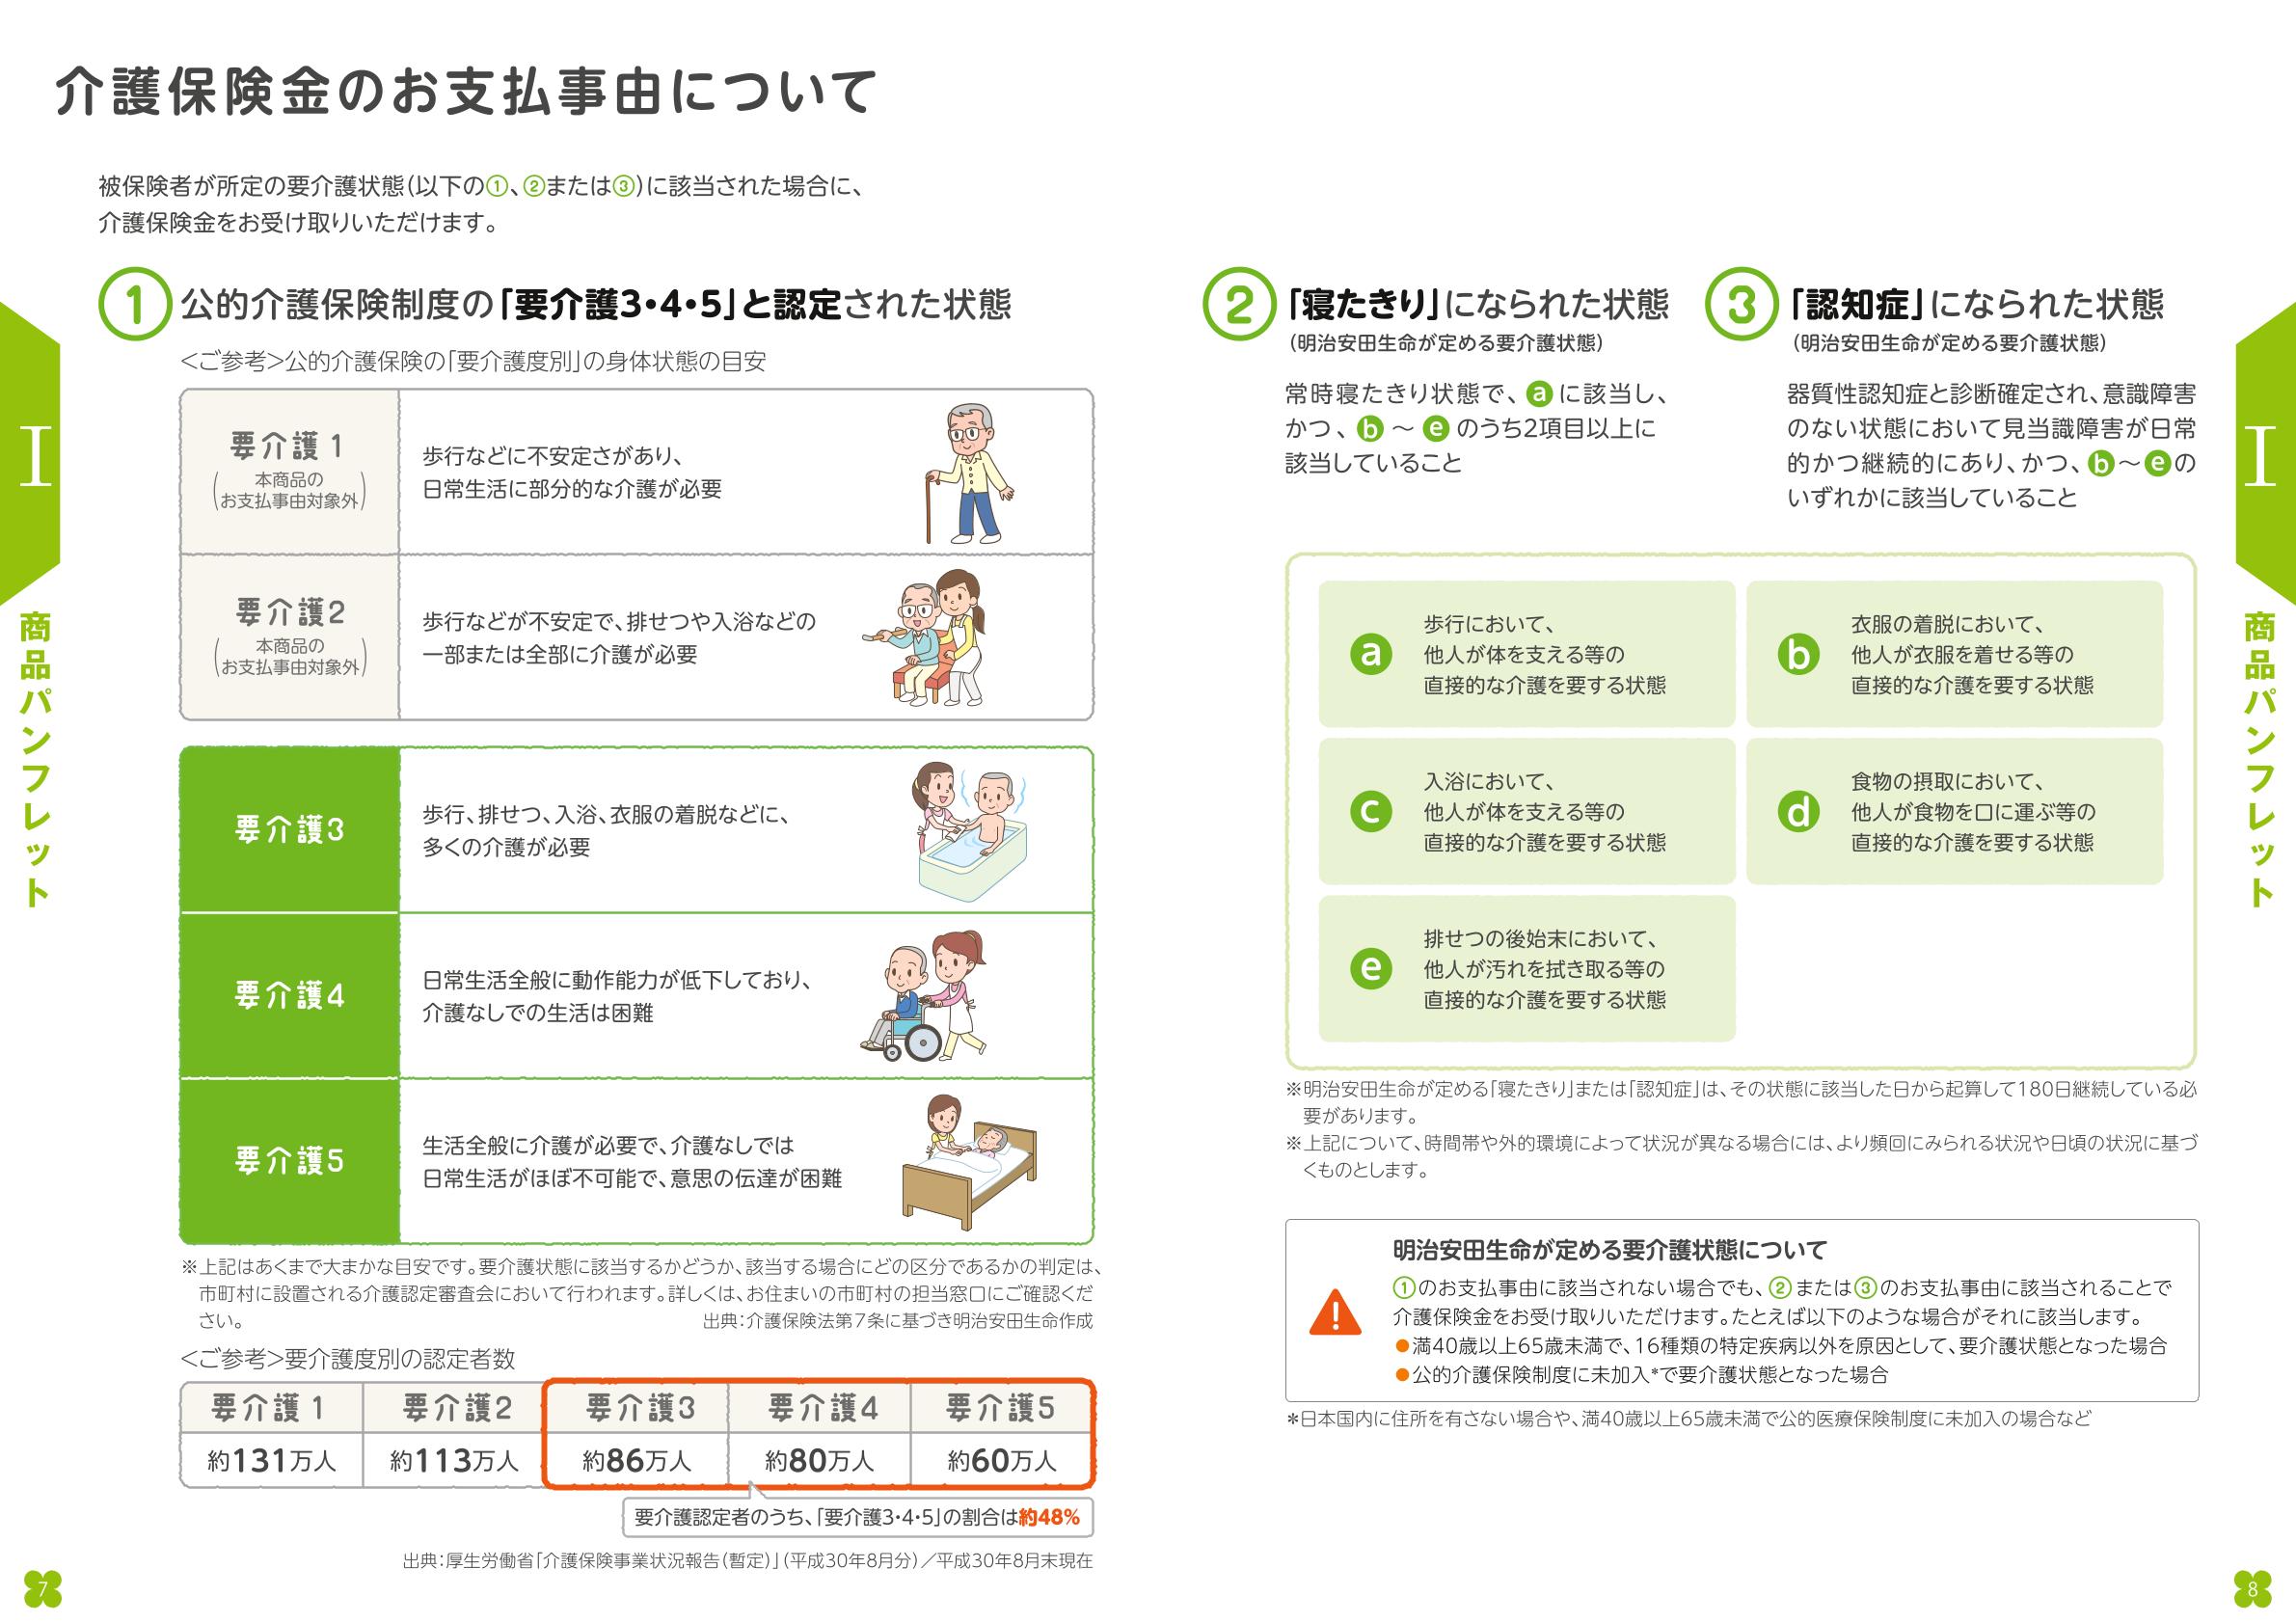 介護保険金のお支払事由について
被保険者が所定の要介護状態(以下の①、②または③)に該当された場合に、
介護保険金をお受け取りいただけます。
① 公的介護保険制度の「要介護3・4・5」と認定された状態
<ご参考>公的介護保険の「要介護度別」の身体状態の目安
要介護1
(本商品の
お支払事由対象外)
歩行などに不安定さがあり、
日常生活に部分的な介護が必要
要介護2
(本商品の
お支払事由対象外)
歩行などが不安定で、排せつや入浴などの
一部または全部に介護が必要
要介護3
歩行、排せつ、入浴、衣服の着脱などに、
多くの介護が必要
要介護4
日常生活全般に動作能力が低下しており、
介護なしでの生活は困難
要介護5
生活全般に介護が必要で、介護なしでは
日常生活がほぼ不可能で、意思の伝達が困難
※上記はあくまで大まかな目安です。要介護状態に該当するかどうか、該当する場合にどの区分であるかの判定は、
市町村に設置される介護認定審査会において行われます。詳しくは、お住まいの市町村の担当窓口にご確認くだ
さい。 出典:介護保険法第7条に基づき明治安田生命作成
<ご参考>要介護度別の認定者数
要介護1 要介護2 要介護3 要介護4 要介護5
約131万人 約113万人 約86万人 約80万人 約60万人
要介護認定者のうち、「要介護3・4・5」の割合は約48%
出典:厚生労働省「介護保険事業状況報告(暫定)」(平成30年8月分)/平成30年8月末現在
I
商品パンフレット
7
② 「寝たきり」になられた状態
(明治安田生命が定める要介護状態)
常時寝たきり状態で、aに該当し、
かつ、b~eのうち2項目以上に
該当していること
③ 「認知症」になられた状態
(明治安田生命が定める要介護状態)
器質性認知症と診断確定され、意識障害
のない状態において見当識障害が日常
的かつ継続的にあり、かつ、b~eの
いずれかに該当していること
a
歩行において、
他人が体を支える等の
直接的な介護を要する状態
b
衣服の着脱において、
他人が衣服を着せる等の
直接的な介護を要する状態
c
入浴において、
他人が体を支える等の
直接的な介護を要する状態
d
食物の摂取において、
他人が食物を口に運ぶ等の
直接的な介護を要する状態
e
排せつの後始末において、
他人が汚れを拭き取る等の
直接的な介護を要する状態
※明治安田生命が定める「寝たきり」または「認知症」は、その状態に該当した日から起算して180日継続している必
要があります。
※上記について、時間帯や外的環境によって状況が異なる場合には、より頻回にみられる状況や日頃の状況に基づ
くものとします。
明治安田生命が定める要介護状態について
①のお支払事由に該当されない場合でも、②または③のお支払事由に該当されることで
介護保険金をお受け取りいただけます。たとえば以下のような場合がそれに該当します。
●満40歳以上65歳未満で、16種類の特定疾病以外を原因として、要介護状態となった場合
●公的介護保険制度に未加入*で要介護状態となった場合
*日本国内に住所を有さない場合や、満40歳以上65歳未満で公的医療保険制度に未加入の場合など
I
商品パンフレット
8